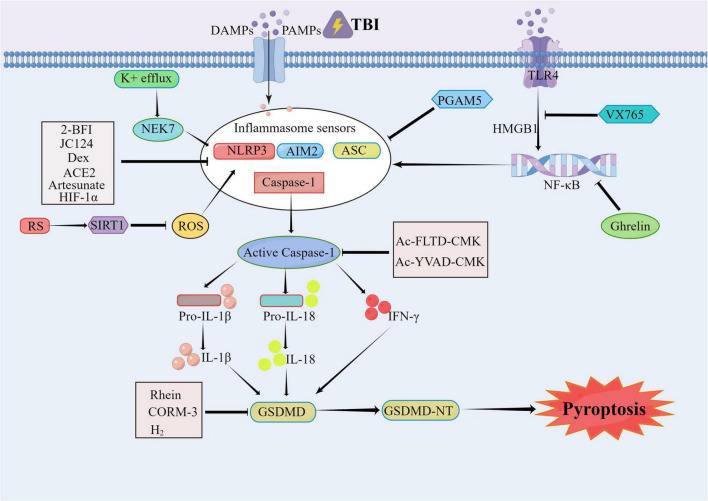 DAMPs
PAMPs
TBI
TLR4
K+ efflux
NEK7
PGAM5
VX765
HMGB1
Inflammasome sensors
NLRP3
AIM2
ASC
Caspase-1
2-BFI
JC124
Dex
ACE2
Artesunate
HIF-1α
NF-κB
RS
SIRT1
ROS
Ghrelin
Active Caspase-1
Ac-FLTD-CMK
Ac-YVAD-CMK
Pro-IL-1β
Pro-IL-18
IFN-γ
IL-1β
IL-18
Rhein
CORM-3
H₂
GSDMD
GSDMD-NT
Pyroptosis